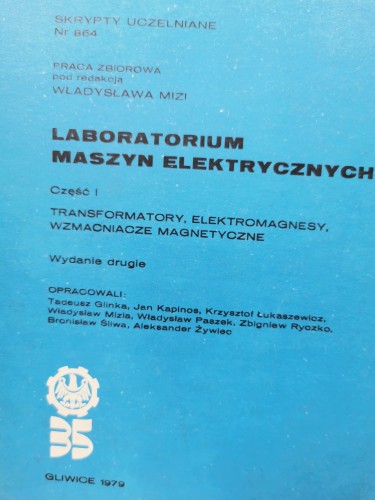 SKRYPTY UCZELNIANE
Nr 864
PRACA ZBIOROWA
pod redakcją
WŁADYSŁAWA MIZI
LABORATORIUM
MASZYN ELEKTRYCZNYCH
Część I
TRANSFORMATORY, ELEKTROMAGNESY,
WZMACNIACZE MAGNETYCZNE
Wydanie drugie
OPRACOWALI:
Tadeusz Glinka, Jan Kapinos, Krzysztof Łukaszewicz,
Władysław Mizia, Władysław Paszek, Zbigniew Ryczko,
Bronisław Śliwa, Aleksander Żywiec
35
GLIWICE 1979